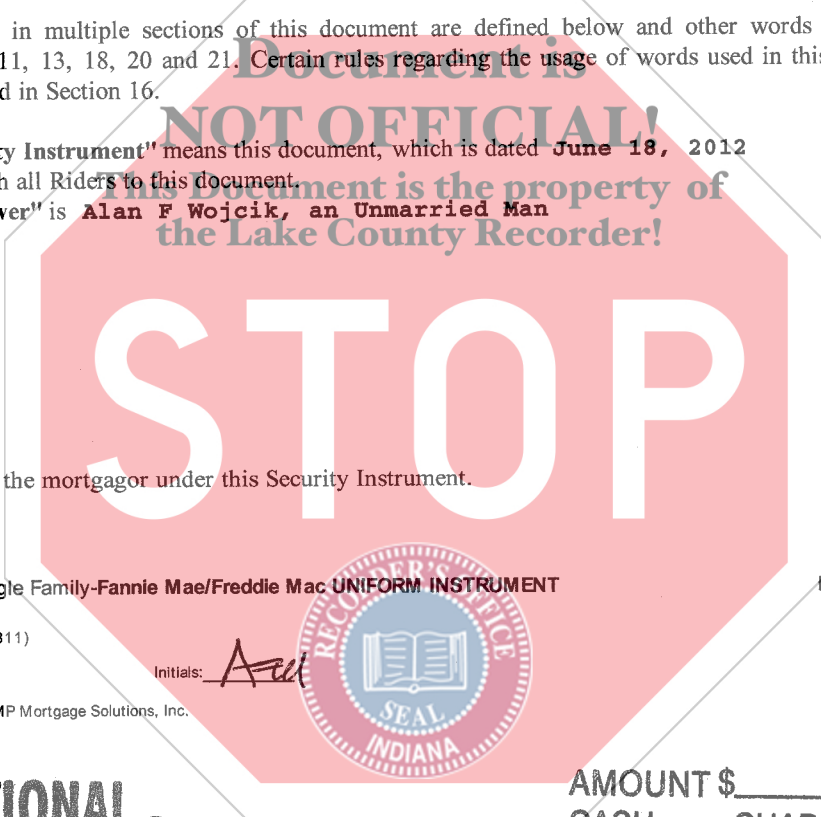 in multiple sections of this document are defined below and other words
Document is
11, 13, 18, 20 and 21. Certain rules regarding the usage of words used in this
d in Section 16.
NOT OFFICIAL!
ty Instrument" means this document, which is dated June 18, 2012
h all Riders to this document.
This Document is the property of
wer" is Alan F Wojcik, an Unmarried Man
the Lake County Recorder!
STOP
the mortgagor under this Security Instrument.
gle Family-Fannie Mae/Freddie Mac UNIFORM INSTRUMENT
311)
Initials:
MP Mortgage Solutions, Inc.
RECORDER'S OFFICE
SEAL
INDIANA
TIONAL
AMOUNT $